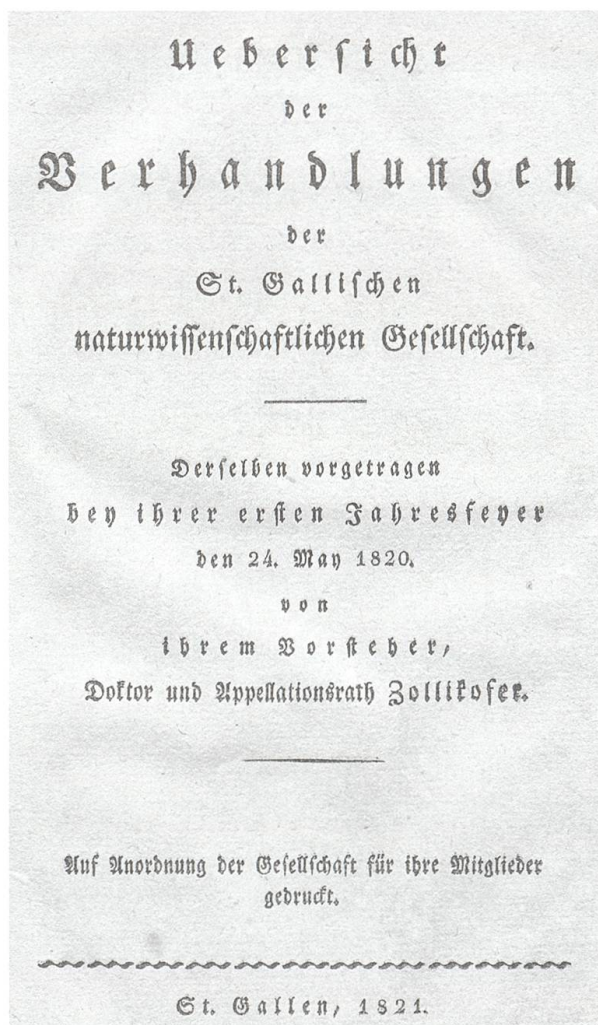 Uebersicht
der
Verhandlungen
der
St. Gallischen
naturwissenschaftlichen Gesellschaft.
Derselben vorgetragen
bey ihrer ersten Jahresfeyer
den 24. May 1820.
von
ihrem Vorsteher,
Doktor und Appellationsrath Zollikofer.
Auf Anordnung der Gesellschaft für ihre Mitglieder
gedruckt.
St. Gallen, 1821.